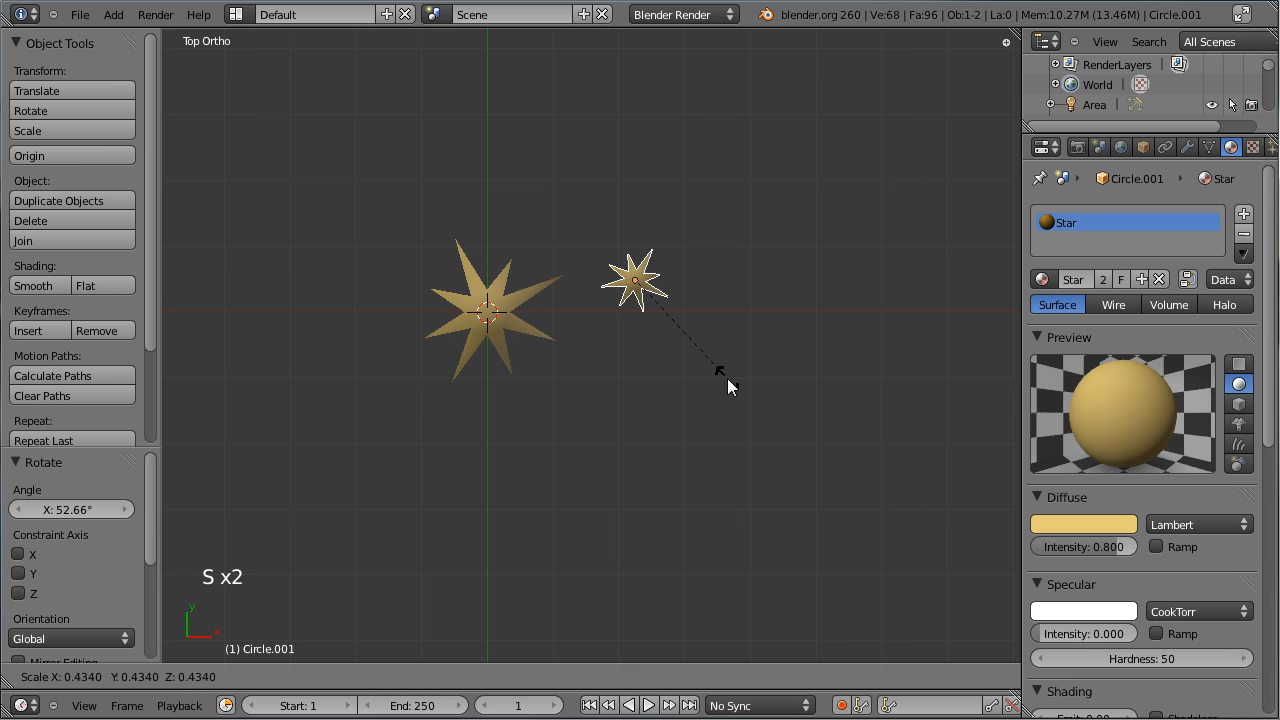 File Add Render Help Default Scene Blender Render blender.org 260 | Ve:68 | Fa:96 | Ob:1-2 | La:0 | Mem:10.27M (13.46M) | Circle.001
Object Tools
Transform:
Translate
Rotate
Scale
Origin
Object:
Duplicate Objects
Delete
Join
Shading:
Smooth Flat
Keyframes:
Insert Remove
Motion Paths:
Calculate Paths
Clear Paths
Repeat:
Repeat Last
Rotate
Angle
X: 52.66°
Constraint Axis
X
Y
Z
Orientation
Global
Top Ortho
S x2
y
x
(1) Circle.001
Scale X: 0.4340 Y: 0.4340 Z: 0.4340
View Frame Playback Start: End: 250 1 No Sync
View Search All Scenes
RenderLayers
World
Area
Circle.001 Star
Star
Star 2 F Data
Surface Wire Volume Halo
Preview
Diffuse
Lambert
Intensity: 0.800 Ramp
Specular
CookTorr
Intensity: 0.000 Ramp
Hardness: 50
Shading